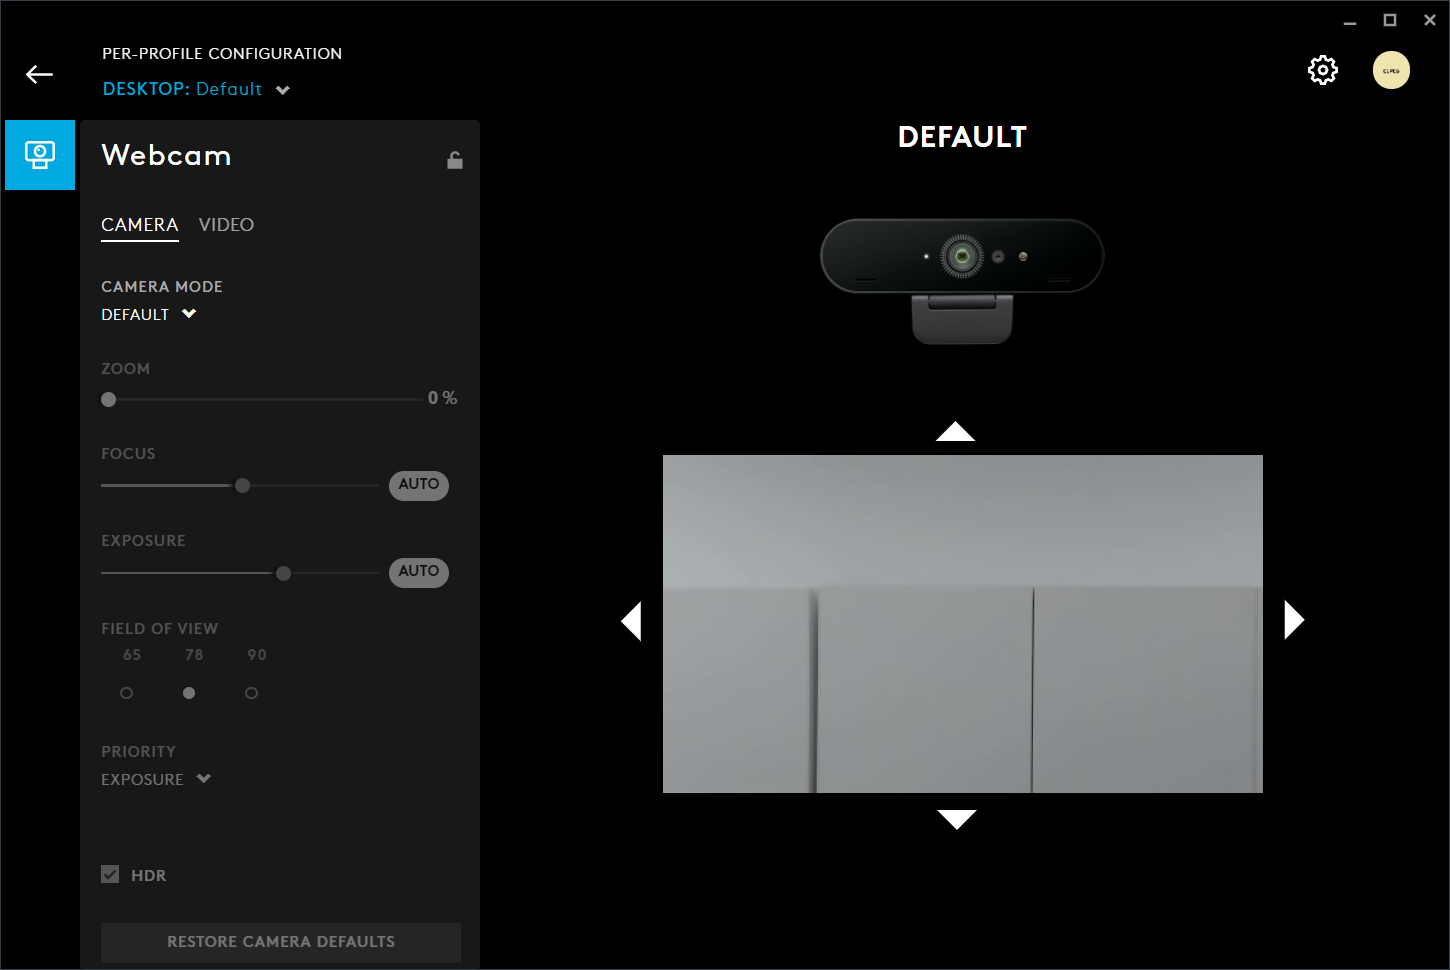 PER-PROFILE CONFIGURATION
DESKTOP: Default
Webcam
CAMERA VIDEO
CAMERA MODE
DEFAULT
ZOOM
0 %
FOCUS
AUTO
EXPOSURE
AUTO
FIELD OF VIEW
65 78 90
PRIORITY
EXPOSURE
HDR
RESTORE CAMERA DEFAULTS
DEFAULT